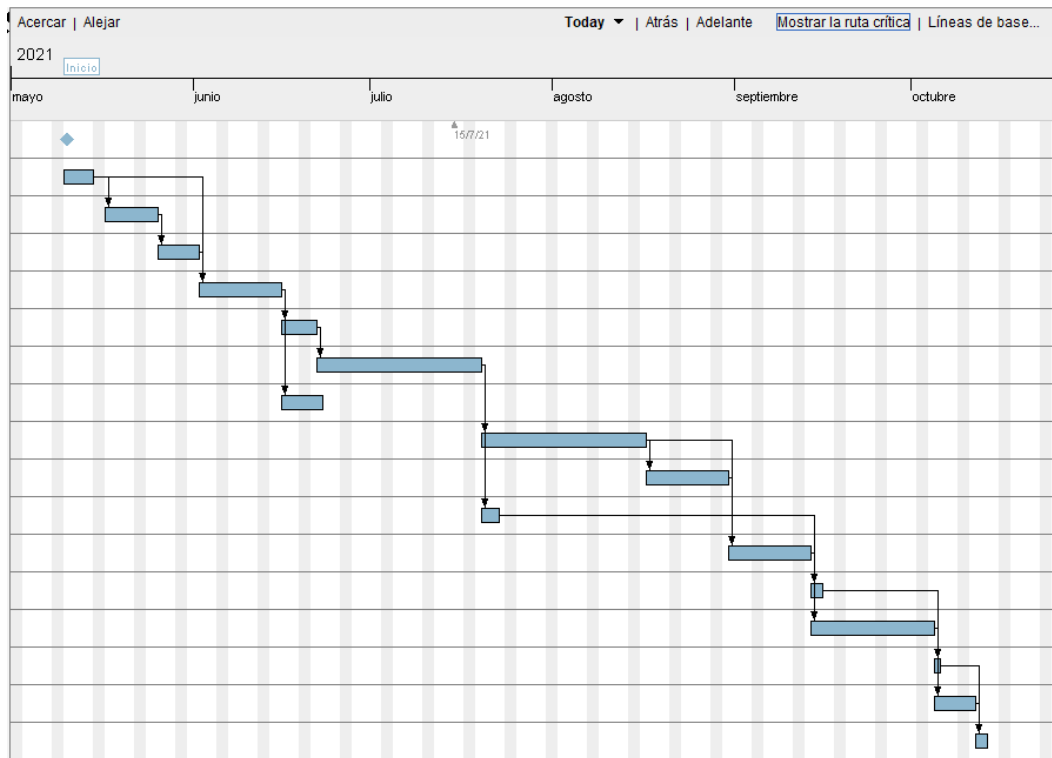 Acercar | Alejar Today | Atrás | Adelante Mostrar la ruta crítica | Líneas de base...
2021
Inicio
mayo junio julio agosto septiembre octubre
15/7/21